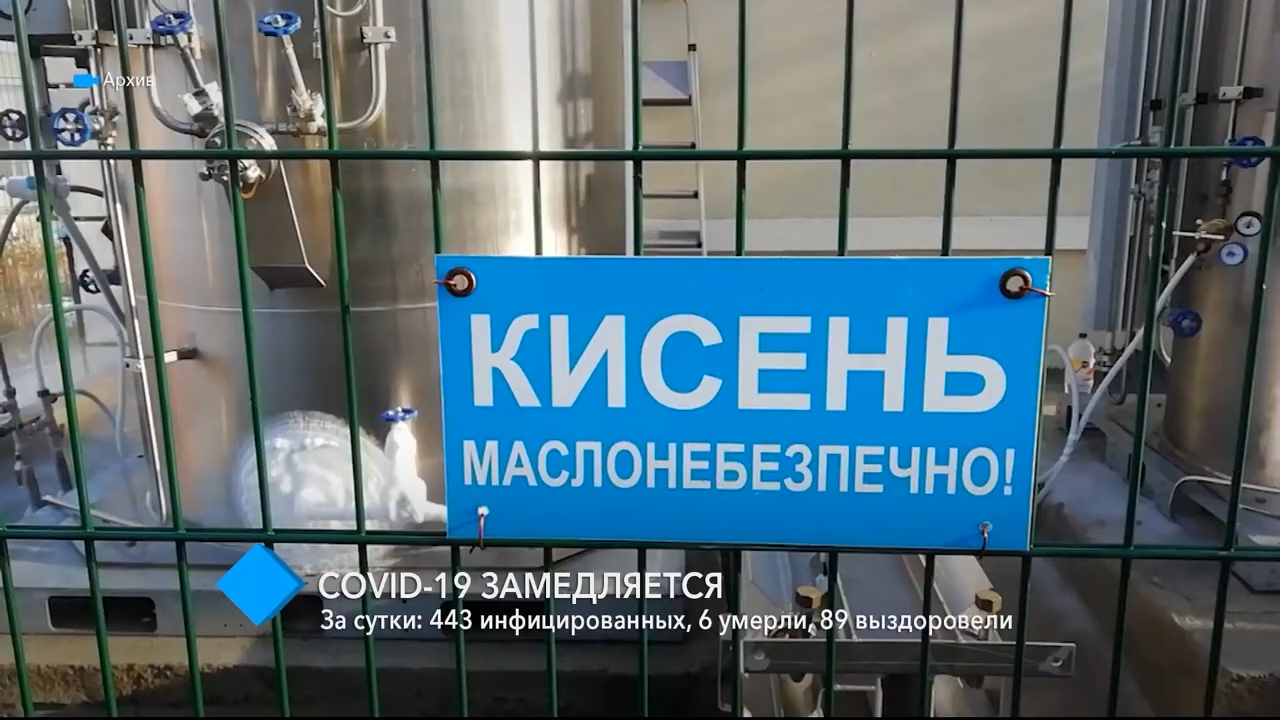 Архив
КИСЕНЬ
МАСЛОНЕБЕЗПЕЧНО!
COVID-19 ЗАМЕДЛЯЕТСЯ
За сутки: 443 инфицированных, 6 умерли, 89 выздоровели